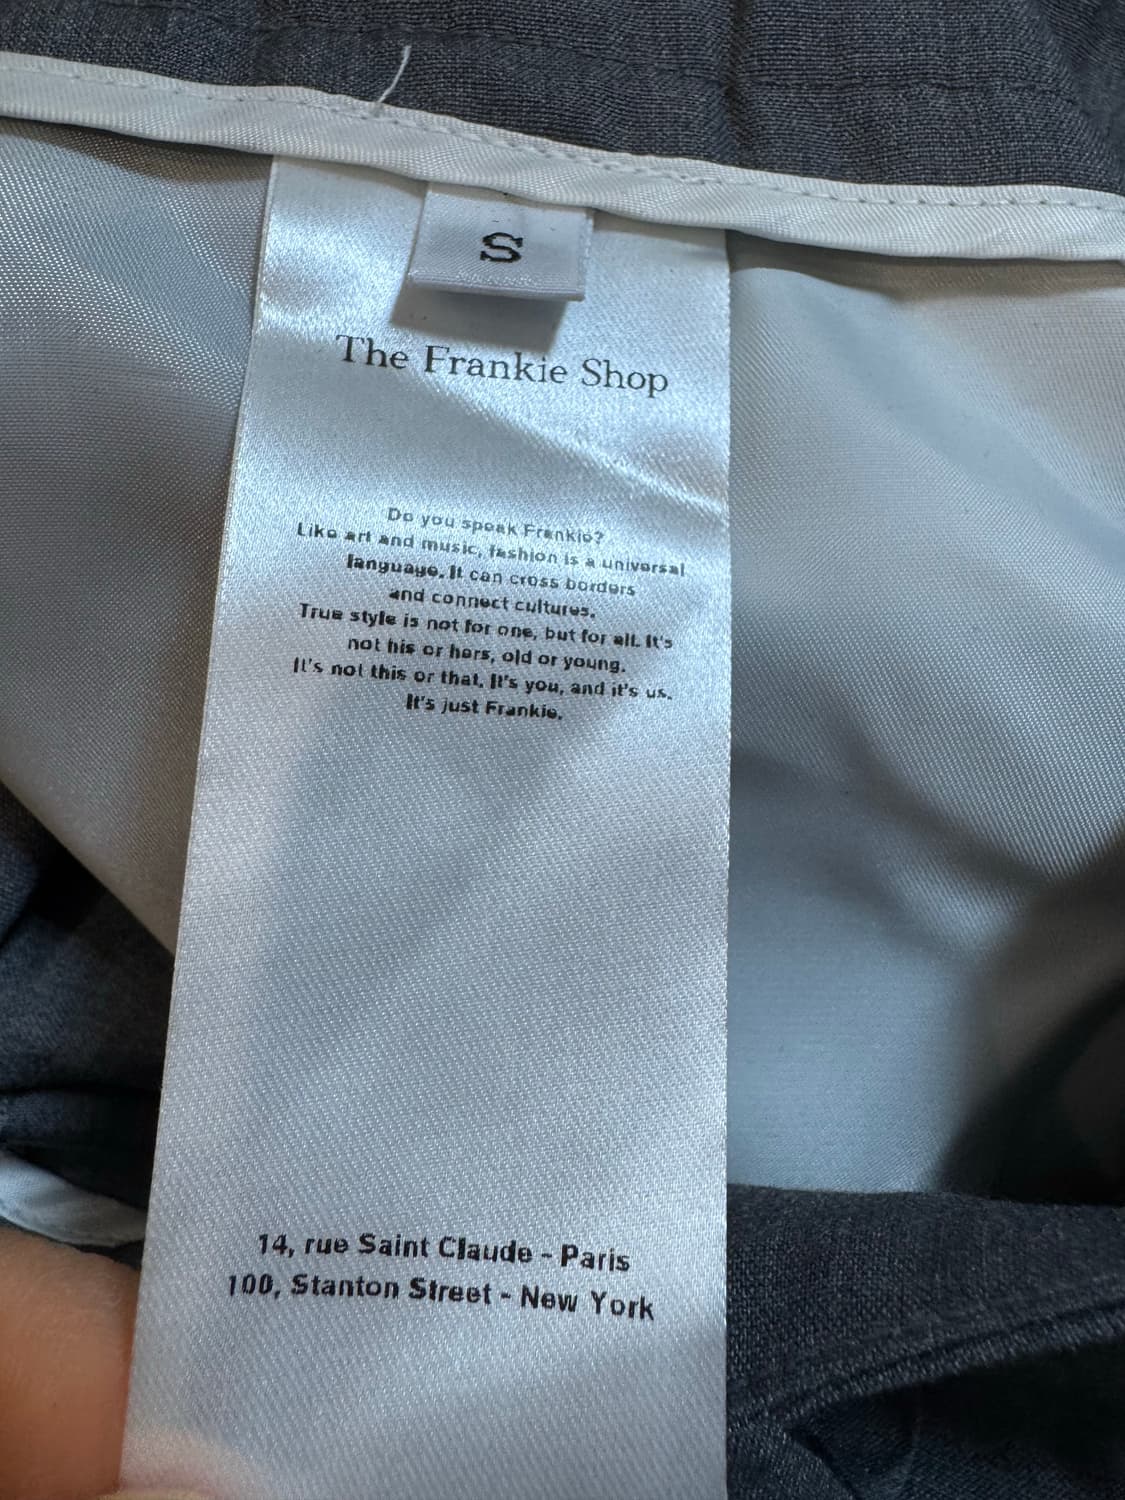 S
The Frankie Shop
Do you speak Frankie?
Like art and music, fashion is a universal
language. It can cross borders
and connect cultures.
True style is not for one, but for all. It's
not his or hers, old or young.
It's not this or that. It's you, and it's us.
It's just Frankie.
14, rue Saint Claude - Paris
100, Stanton Street - New York